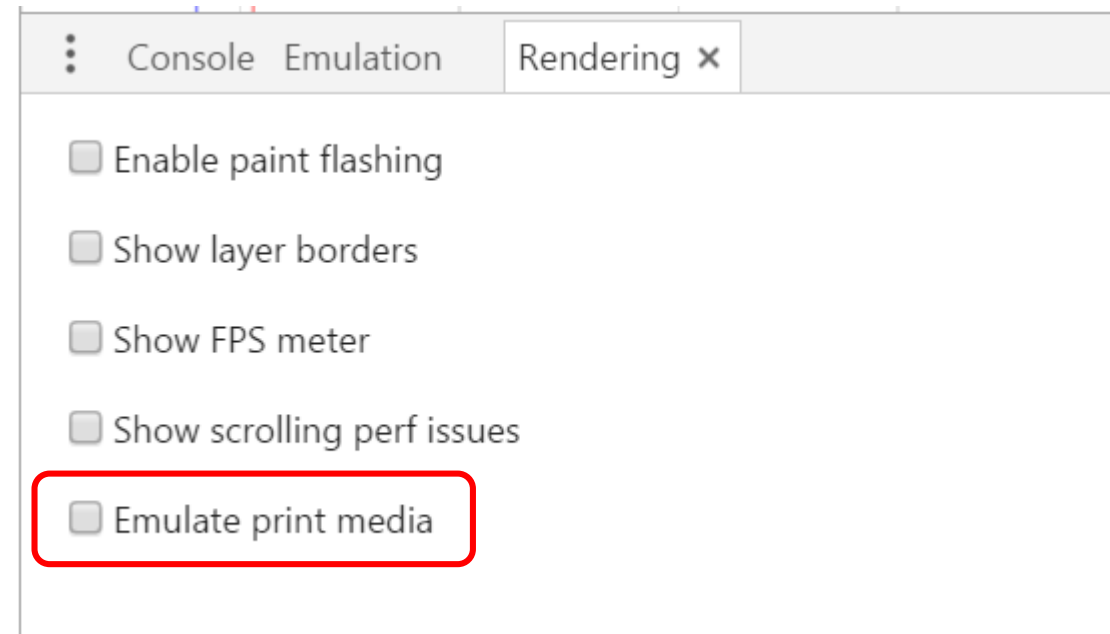 Console Emulation Rendering ×
Enable paint flashing
Show layer borders
Show FPS meter
Show scrolling perf issues
Emulate print media